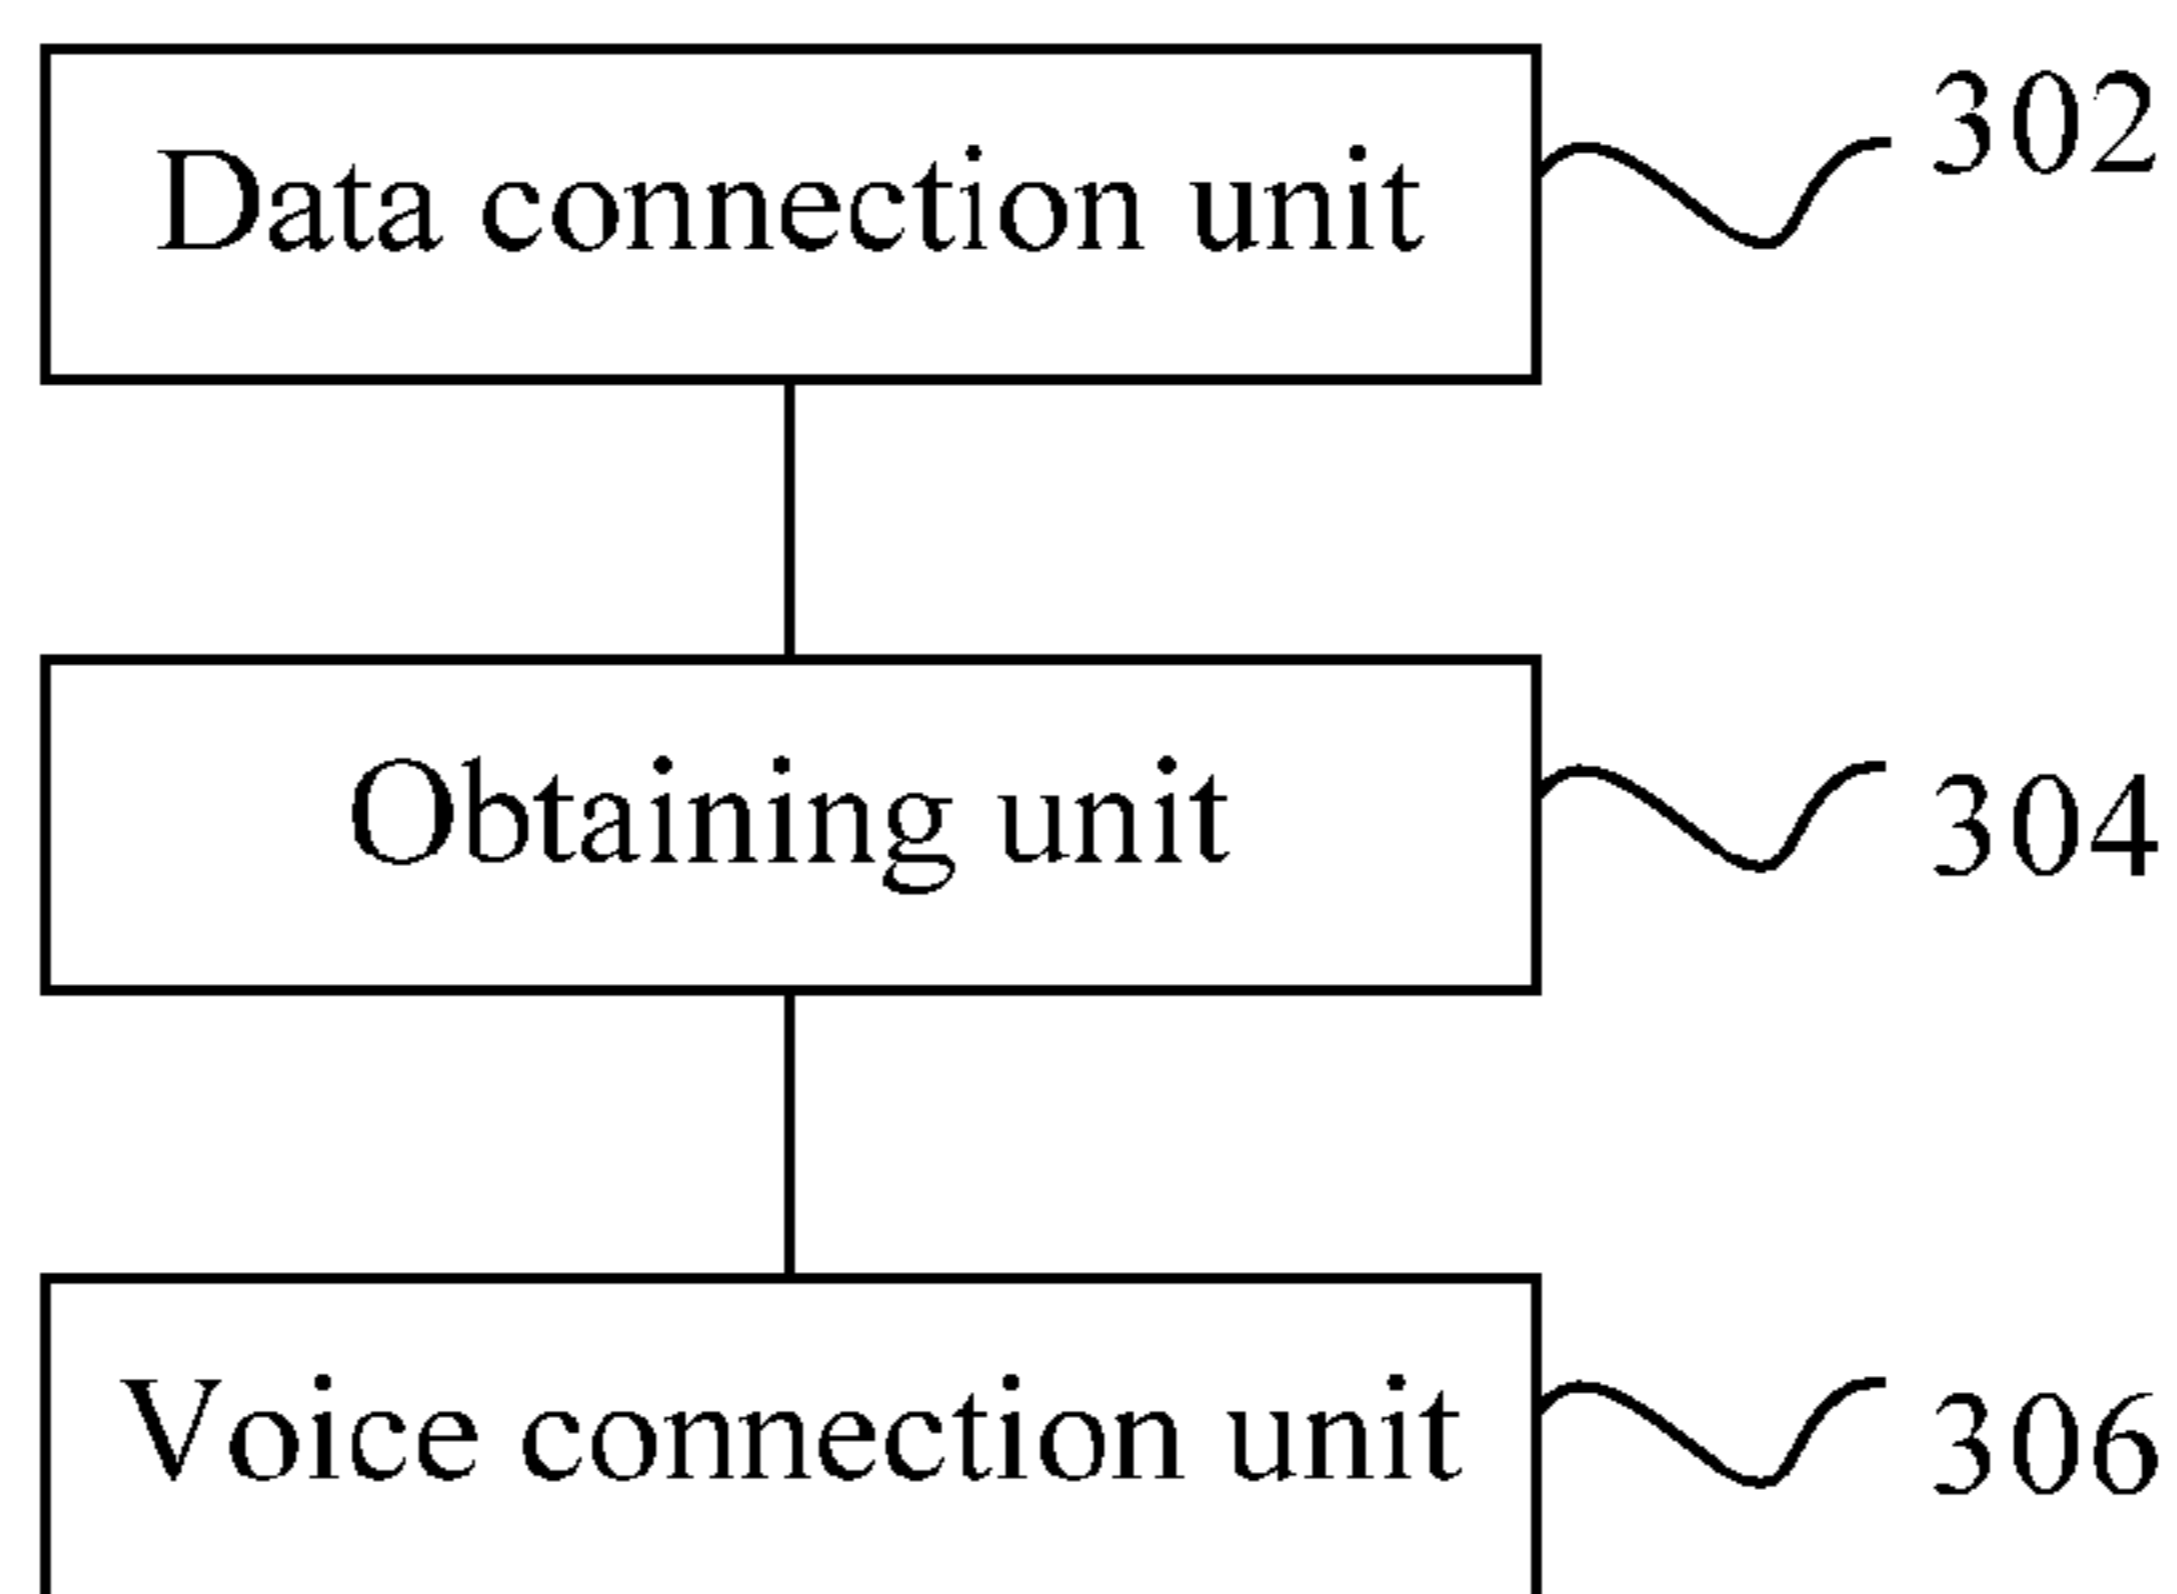 Data connection unit 302
Obtaining unit 304
Voice connection unit 306